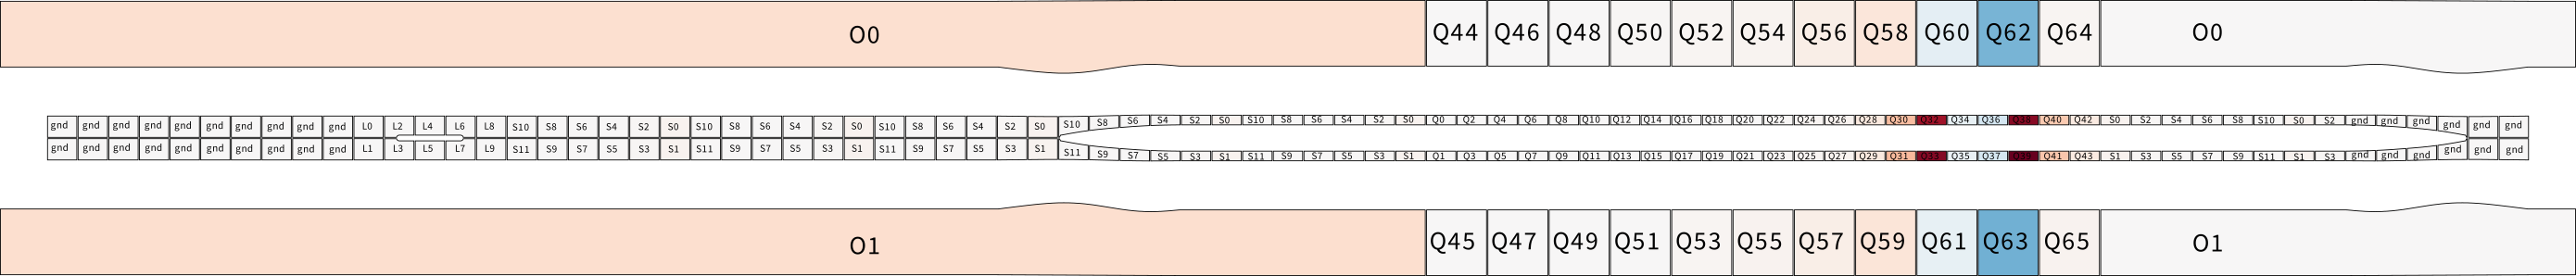 O0 Q44 Q46 Q48 Q50 Q52 Q54 Q56 Q58 Q60 Q62 Q64 O0
gnd gnd gnd gnd gnd gnd gnd gnd gnd gnd L0 L2 L4 L6 L8 S10 S8 S6 S4 S2 S0 S10 S8 S6 S4 S2 S0 S10 S8 S6 S4 S2 S0 S10 S8 S6 S4 S2 S0 S10 S8 S6 S4 S2 S0 Q0 Q2 Q4 Q6 Q8 Q10 Q12 Q14 Q16 Q18 Q20 Q22 Q24 Q26 Q28 Q30 Q32 Q34 Q36 Q38 Q40 Q42 S0 S2 S4 S6 S8 S10 S0 S2 gnd gnd gnd gnd gnd gnd
gnd gnd gnd gnd gnd gnd gnd gnd gnd gnd L1 L3 L5 L7 L9 S11 S9 S7 S5 S3 S1 S11 S9 S7 S5 S3 S1 S11 S9 S7 S5 S3 S1 S11 S9 S7 S5 S3 S1 S11 S9 S7 S5 S3 S1 Q1 Q3 Q5 Q7 Q9 Q11 Q13 Q15 Q17 Q19 Q21 Q23 Q25 Q27 Q29 Q31 Q33 Q35 Q37 Q39 Q41 Q43 S1 S3 S5 S7 S9 S11 S1 S3 gnd gnd gnd gnd gnd gnd
O1 Q45 Q47 Q49 Q51 Q53 Q55 Q57 Q59 Q61 Q63 Q65 O1